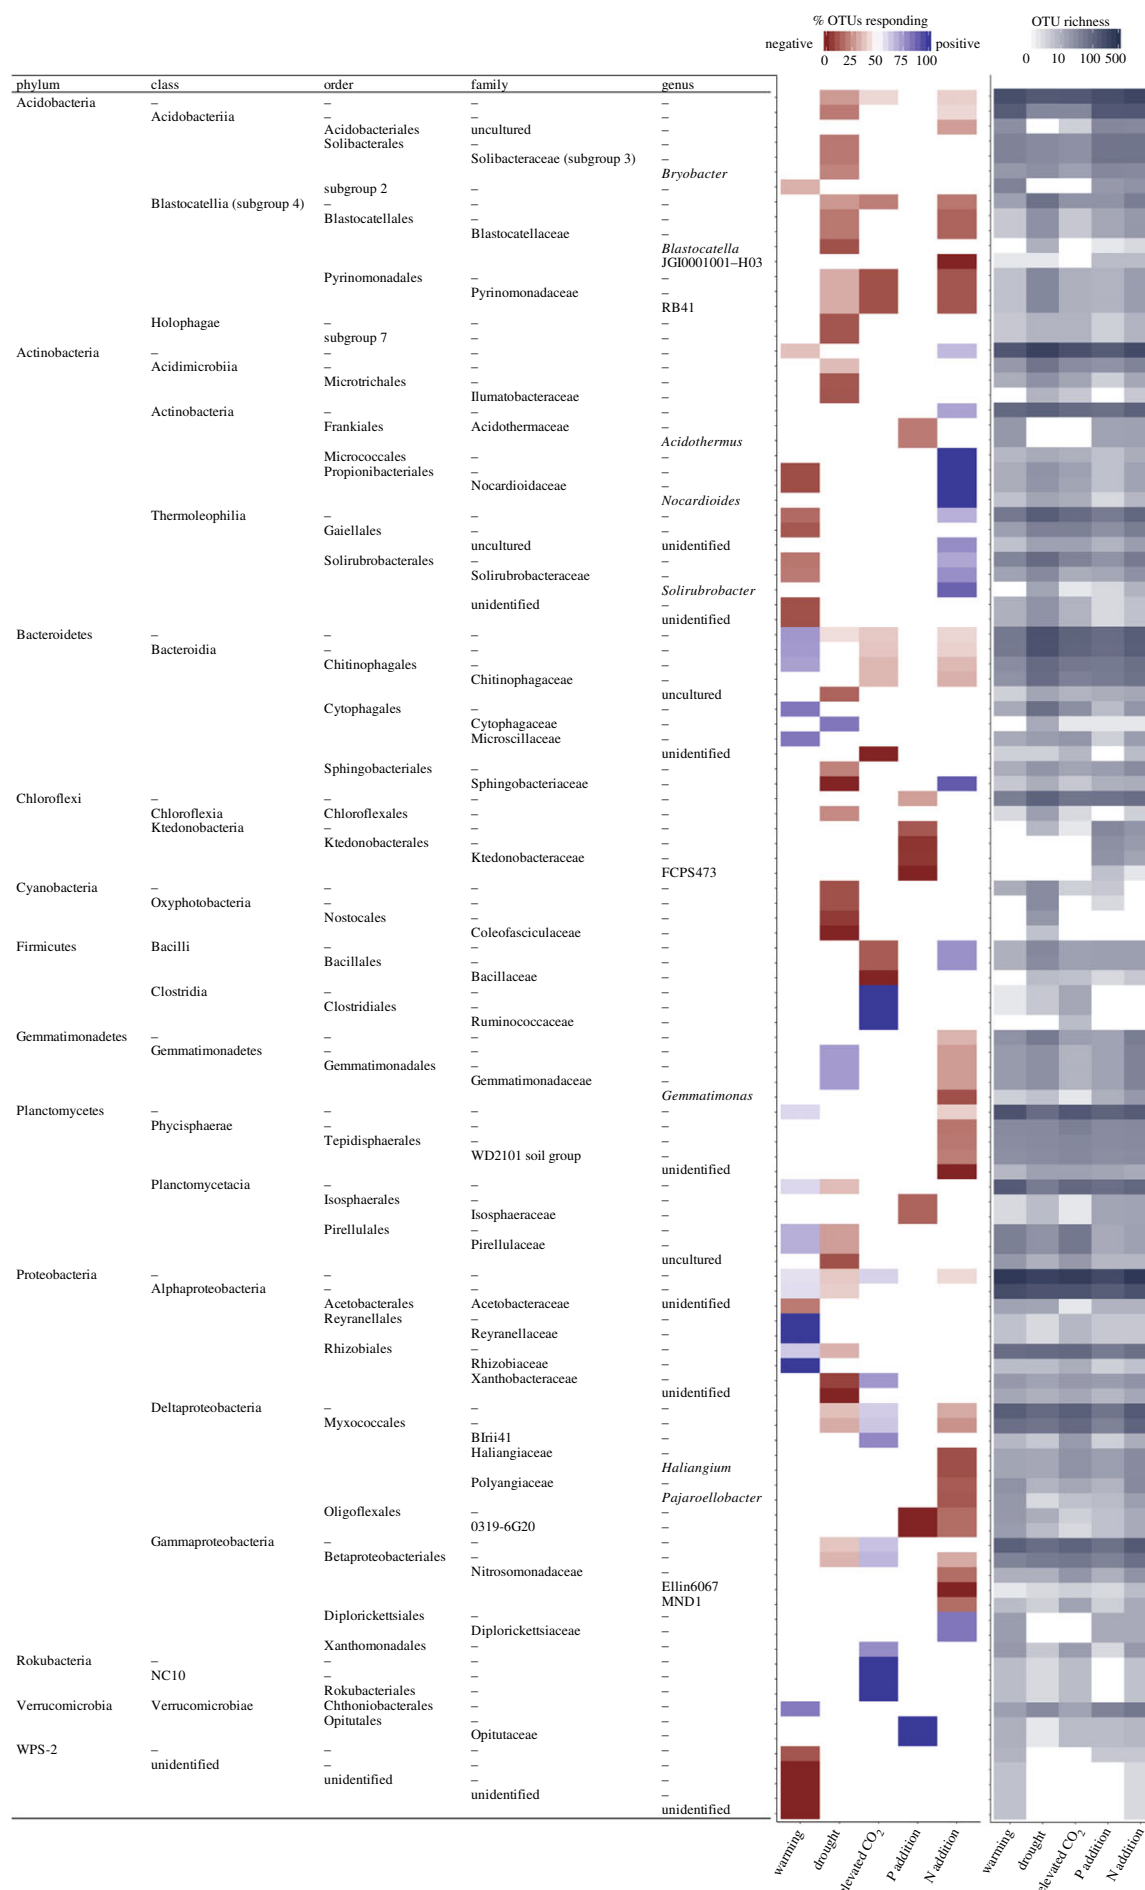 % OTUs responding OTU richness
negative positive
0 25 50 75 100 0 10 100 500
phylum class order family genus
Acidobacteria – – – –
Acidobacteriia – – –
Acidobacteriales uncultured –
Solibacterales – –
Solibacteraceae (subgroup 3) –
Bryobacter
subgroup 2 – –
Blastocatellia (subgroup 4) – – –
Blastocatellales – –
Blastocatellaceae –
Blastocatella
JGI0001001–H03
Pyrinomonadales – –
Pyrinomonadaceae –
RB41
Holophagae – – –
subgroup 7 – –
Actinobacteria – – – –
Acidimicrobiia – – –
Microtrichales – –
Ilumatobacteraceae –
Actinobacteria – – –
Frankiales Acidothermaceae –
Acidothermus
Micrococcales – –
Propionibacteriales – –
Nocardioidaceae –
Nocardioides
Thermoleophilia – – –
Gaiellales – –
uncultured unidentified
Solirubrobacterales – –
Solirubrobacteraceae –
Solirubrobacter
unidentified –
unidentified
Bacteroidetes – – – –
Bacteroidia – – –
Chitinophagales – –
Chitinophagaceae –
uncultured
Cytophagales – –
Cytophagaceae –
Microscillaceae –
unidentified
Sphingobacteriales – –
Sphingobacteriaceae –
Chloroflexi – – – –
Chloroflexia Chloroflexales – –
Ktedonobacteria – – –
Ktedonobacterales – –
Ktedonobacteraceae –
FCPS473
Cyanobacteria – – – –
Oxyphotobacteria – – –
Nostocales – –
Coleofasciculaceae –
Firmicutes Bacilli – – –
Bacillales – –
Bacillaceae –
Clostridia – – –
Clostridiales – –
Ruminococcaceae –
Gemmatimonadetes – – – –
Gemmatimonadetes – – –
Gemmatimonadales – –
Gemmatimonadaceae –
Gemmatimonas
Planctomycetes – – – –
Phycisphaerae – – –
Tepidisphaerales – –
WD2101 soil group –
unidentified
Planctomycetacia – – –
Isosphaerales – –
Isosphaeraceae –
Pirellulales – –
Pirellulaceae –
uncultured
Proteobacteria – – – –
Alphaproteobacteria – – –
Acetobacterales Acetobacteraceae unidentified
Reyranellales – –
Reyranellaceae –
Rhizobiales – –
Rhizobiaceae –
Xanthobacteraceae –
unidentified
Deltaproteobacteria – – –
Myxococcales – –
BIrii41 –
Haliangiaceae –
Haliangium
Polyangiaceae –
Pajaroellobacter
Oligoflexales – –
0319-6G20 –
Gammaproteobacteria – – –
Betaproteobacteriales – –
Nitrosomonadaceae –
Ellin6067
MND1
Diplorickettsiales – –
Diplorickettsiaceae –
Xanthomonadales – –
Rokubacteria – – – –
NC10 – – –
Rokubacteriales – –
Verrucomicrobia Verrucomicrobiae Chthoniobacterales – –
Opitutales – –
Opitutaceae –
WPS-2 – – – –
unidentified – – –
unidentified – –
unidentified –
unidentified
warming drought elevated CO2 P addition N addition warming drought elevated CO2 P addition N addition